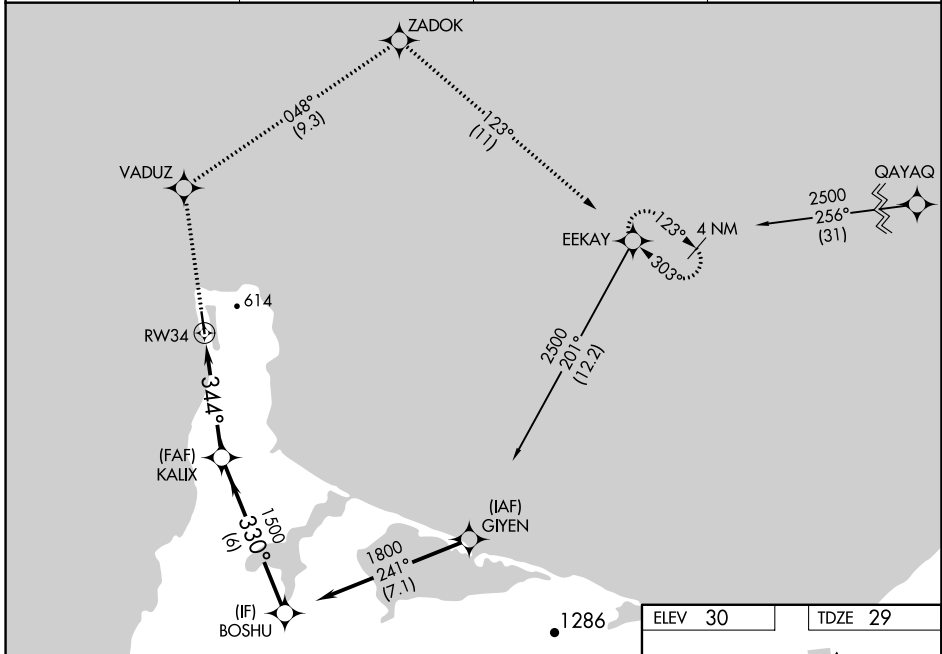 ZADOK
048°
(9.3)
123°
(11)
VADUZ
QAYAQ
2500
256°
(31)
EEKAY
123°
4 NM
303°
614
RW34
2500
201°
(12.2)
344°
(FAF)
KALIX
1500
330°
(6)
(IAF)
GIYEN
1800
241°
(7.1)
(IF)
BOSHU
1286
ELEV 30
TDZE 29